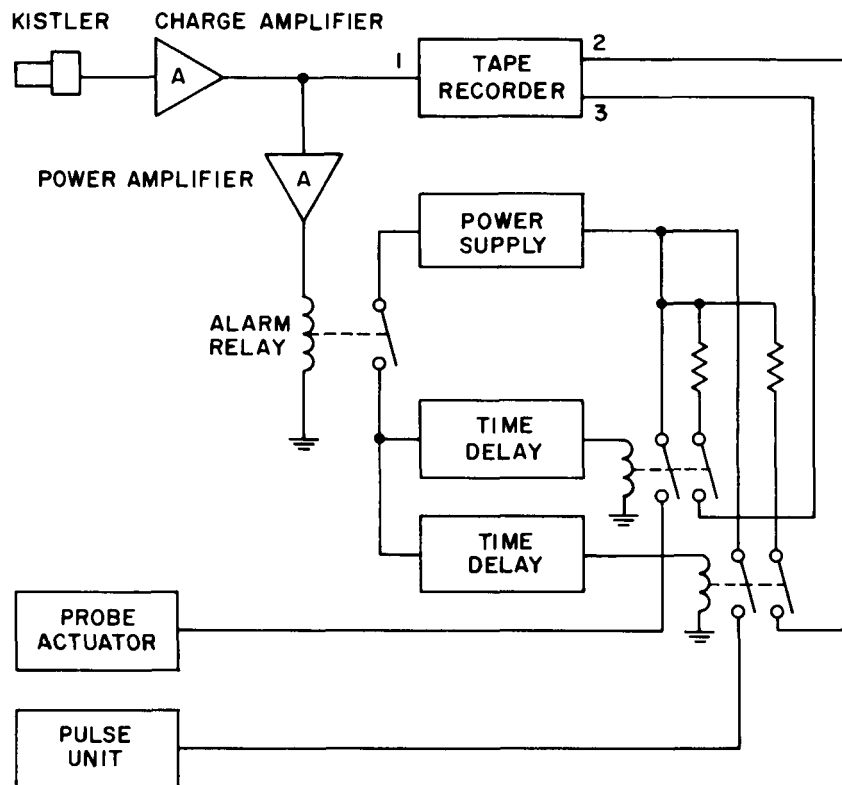 KISTLER
CHARGE AMPLIFIER
A
1
TAPE
RECORDER
2
3
POWER AMPLIFIER
A
POWER
SUPPLY
ALARM
RELAY
TIME
DELAY
TIME
DELAY
PROBE
ACTUATOR
PULSE
UNIT